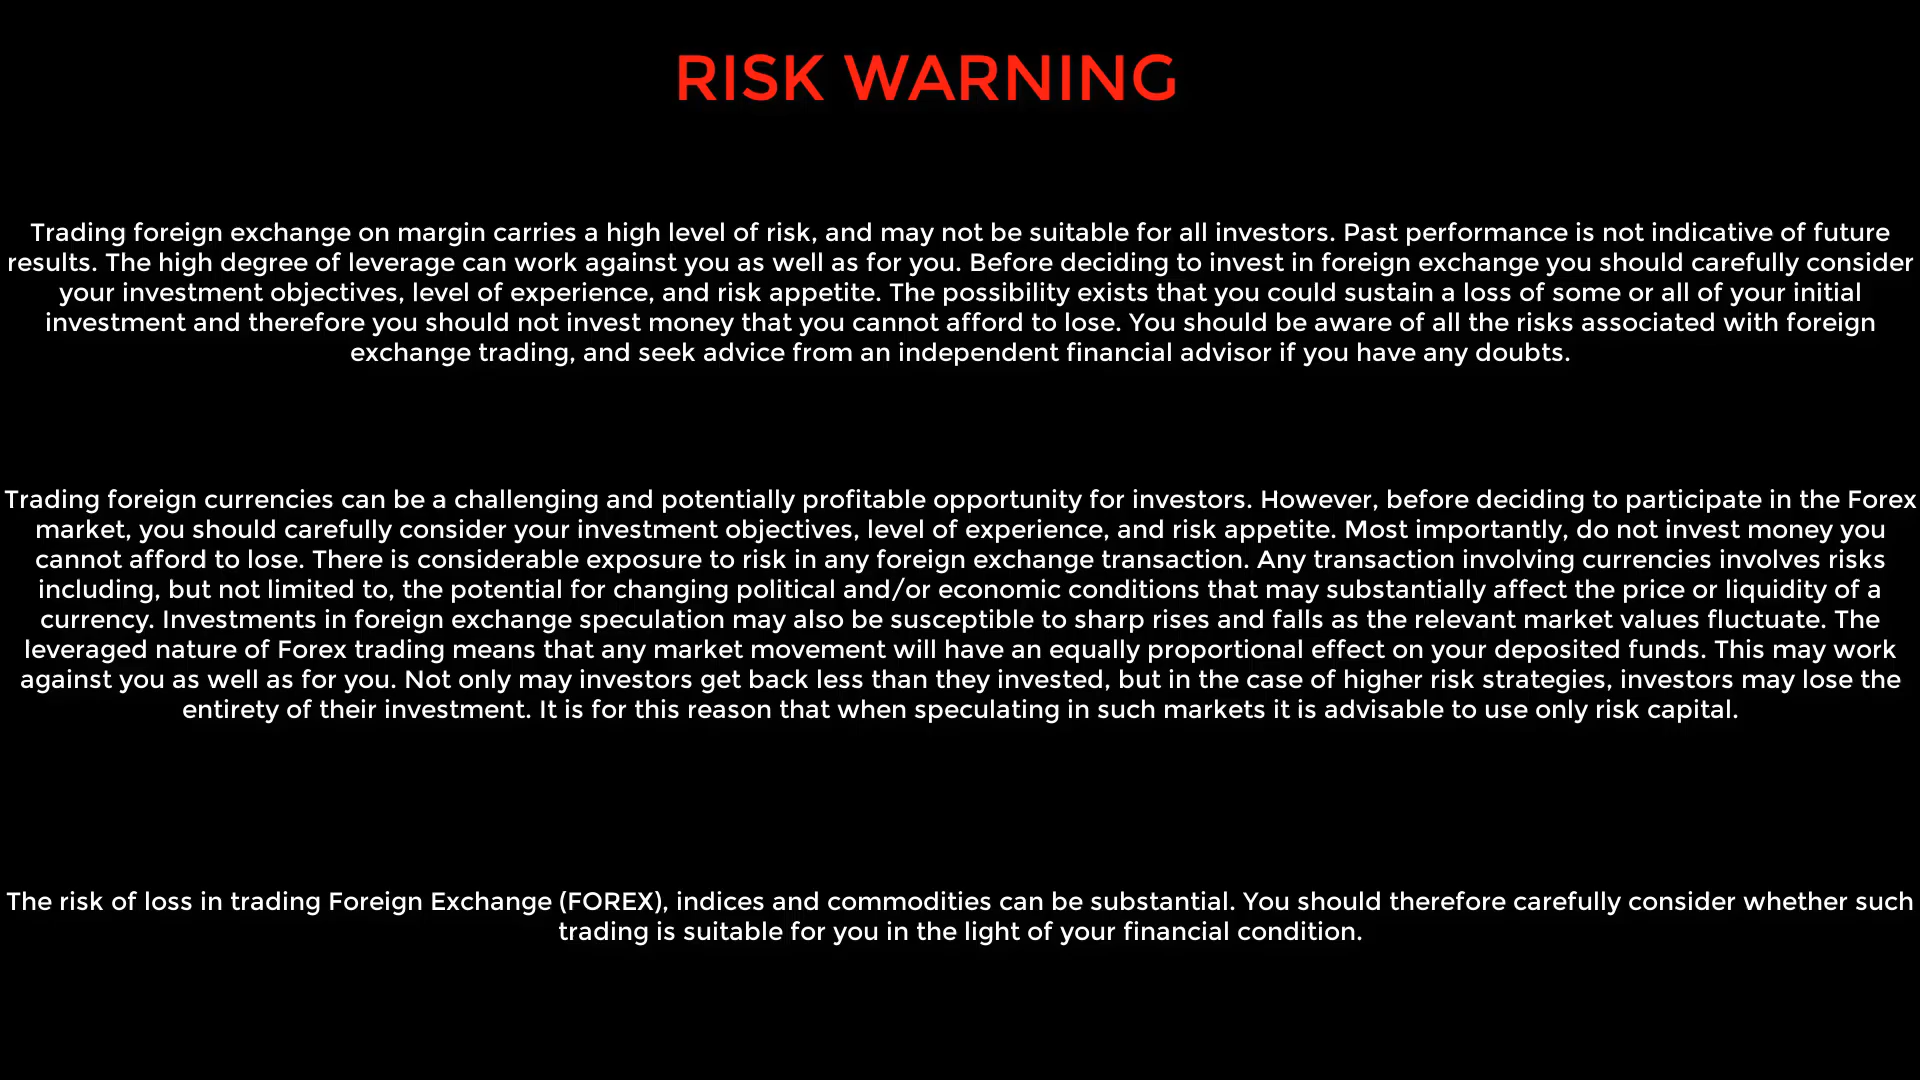 RISK WARNING
Trading foreign exchange on margin carries a high level of risk, and may not be suitable for all investors. Past performance is not indicative of future
results. The high degree of leverage can work against you as well as for you. Before deciding to invest in foreign exchange you should carefully consider
your investment objectives, level of experience, and risk appetite. The possibility exists that you could sustain a loss of some or all of your initial
investment and therefore you should not invest money that you cannot afford to lose. You should be aware of all the risks associated with foreign
exchange trading, and seek advice from an independent financial advisor if you have any doubts.
Trading foreign currencies can be a challenging and potentially profitable opportunity for investors. However, before deciding to participate in the Forex
market, you should carefully consider your investment objectives, level of experience, and risk appetite. Most importantly, do not invest money you
cannot afford to lose. There is considerable exposure to risk in any foreign exchange transaction. Any transaction involving currencies involves risks
including, but not limited to, the potential for changing political and/or economic conditions that may substantially affect the price or liquidity of a
currency. Investments in foreign exchange speculation may also be susceptible to sharp rises and falls as the relevant market values fluctuate. The
leveraged nature of Forex trading means that any market movement will have an equally proportional effect on your deposited funds. This may work
against you as well as for you. Not only may investors get back less than they invested, but in the case of higher risk strategies, investors may lose the
entirety of their investment. It is for this reason that when speculating in such markets it is advisable to use only risk capital.
The risk of loss in trading Foreign Exchange (FOREX), indices and commodities can be substantial. You should therefore carefully consider whether such
trading is suitable for you in the light of your financial condition.